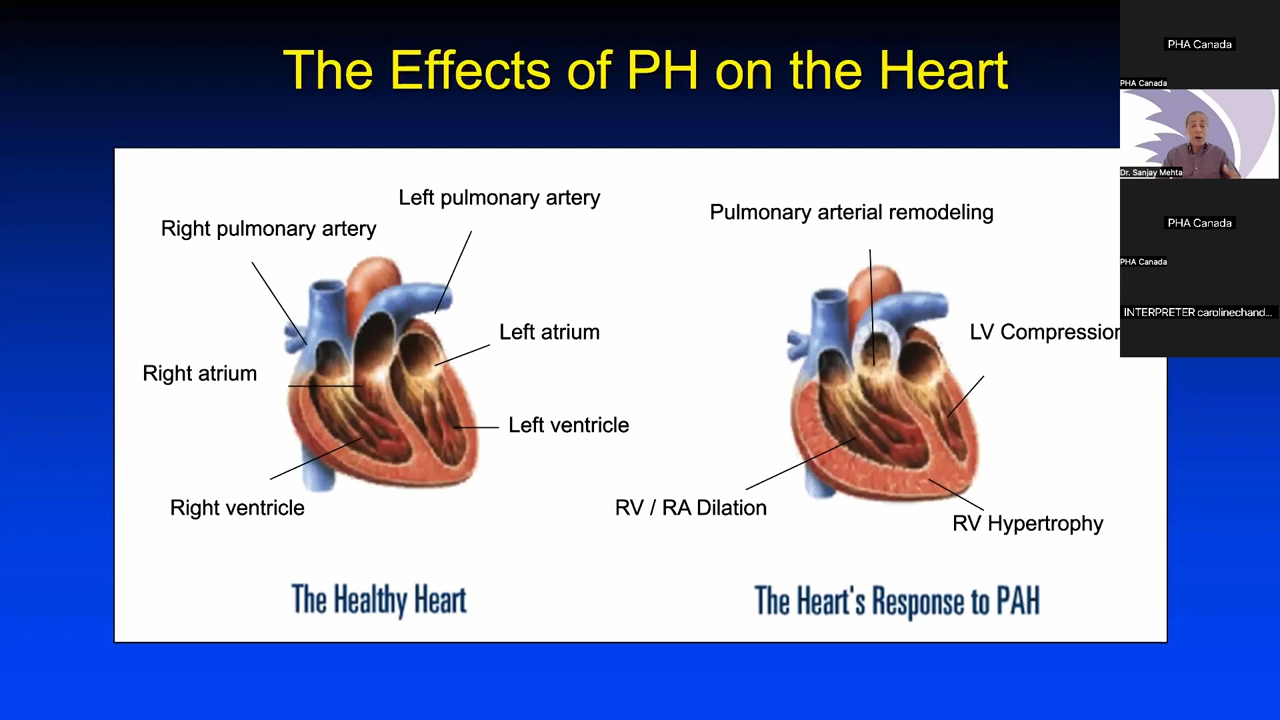 The Effects of PH on the Heart
Left pulmonary artery
Right pulmonary artery
Left atrium
Right atrium
Left ventricle
Right ventricle
The Healthy Heart
Pulmonary arterial remodeling
LV Compression
RV / RA Dilation
RV Hypertrophy
The Heart's Response to PAH
PHA Canada
PHA Canada
Dr. Sanjay Mehta
PHA Canada
PHA Canada
INTERPRETER carolinechand...